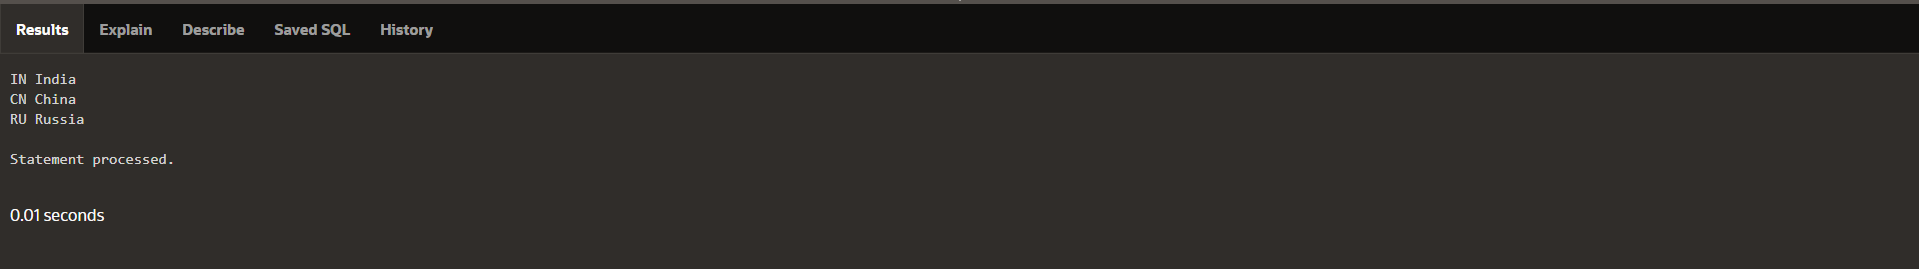 Results Explain Describe Saved SQL History
IN India
CN China
RU Russia
Statement processed.
0.01 seconds